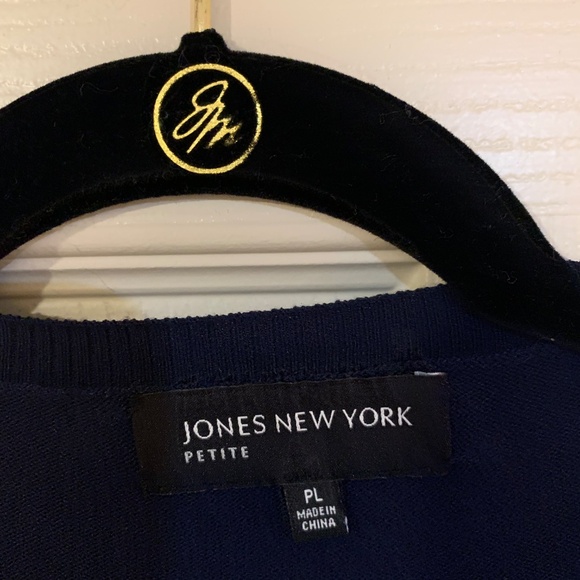 JONES NEW YORK
PETITE
PL
MADE IN
CHINA